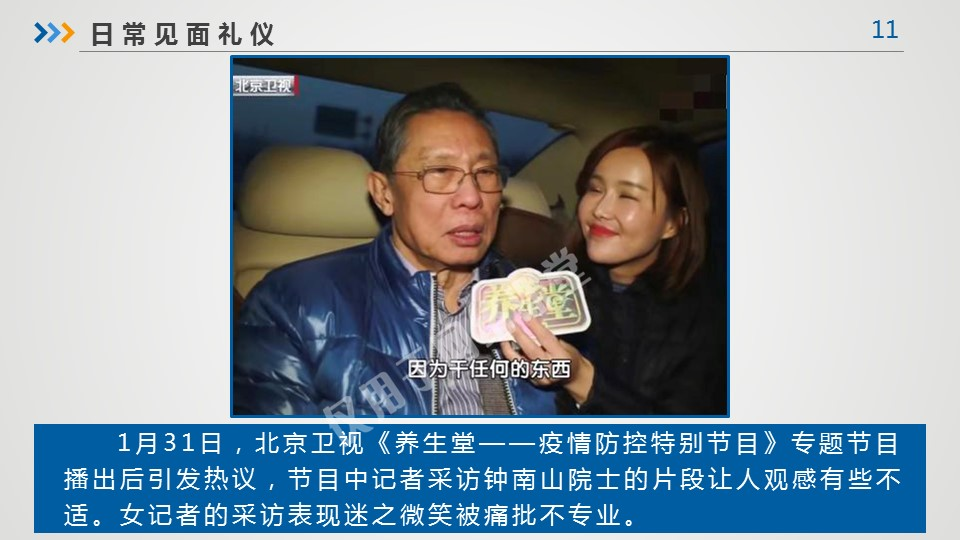 日常见面礼仪
11
北京卫视
养生堂
因为干任何的东西
1月31日，北京卫视《养生堂——疫情防控特别节目》专题节目
播出后引发热议，节目中记者采访钟南山院士的片段让人观感有些不
适。女记者的采访表现迷之微笑被痛批不专业。